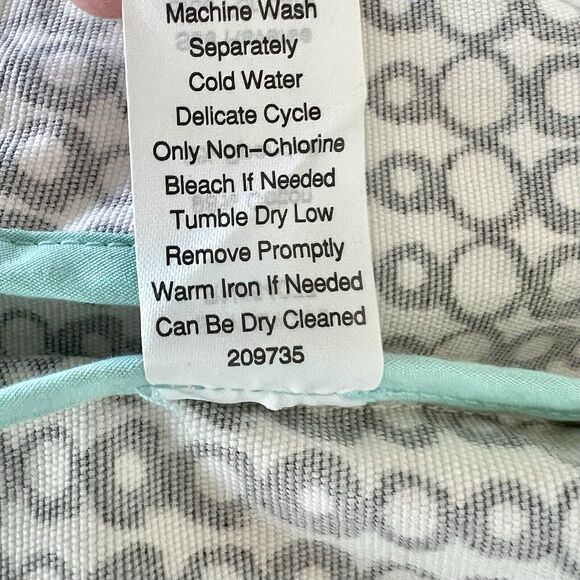 Machine Wash
Separately
Cold Water
Delicate Cycle
Only Non–Chlorine
Bleach If Needed
Tumble Dry Low
Remove Promptly
Warm Iron If Needed
Can Be Dry Cleaned
209735